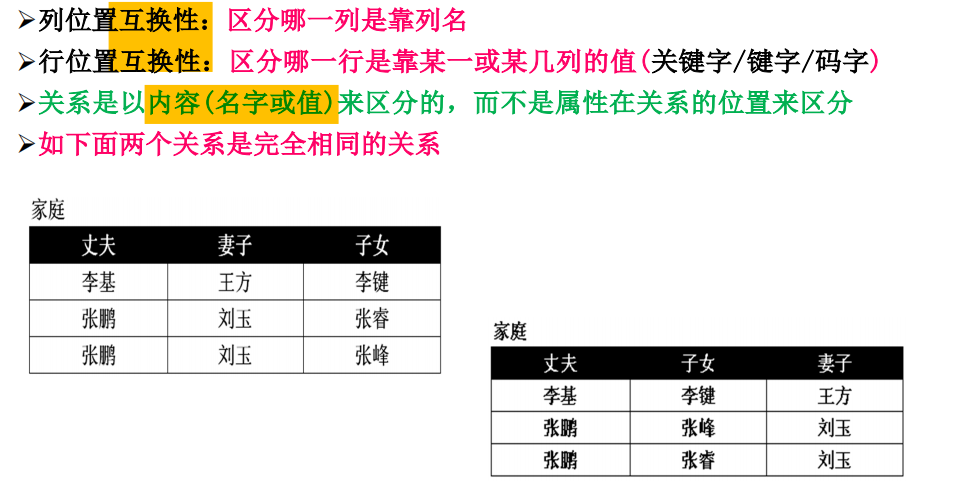 ➢列位置互换性：区分哪一列是靠列名
➢行位置互换性：区分哪一行是靠某一或某几列的值(关键字/键字/码字)
➢关系是以内容(名字或值)来区分的，而不是属性在关系的位置来区分
➢如下面两个关系是完全相同的关系
家庭
丈夫 妻子 子女
李基 王方 李键
张鹏 刘玉 张睿
张鹏 刘玉 张峰
家庭
丈夫 子女 妻子
李基 李键 王方
张鹏 张峰 刘玉
张鹏 张睿 刘玉